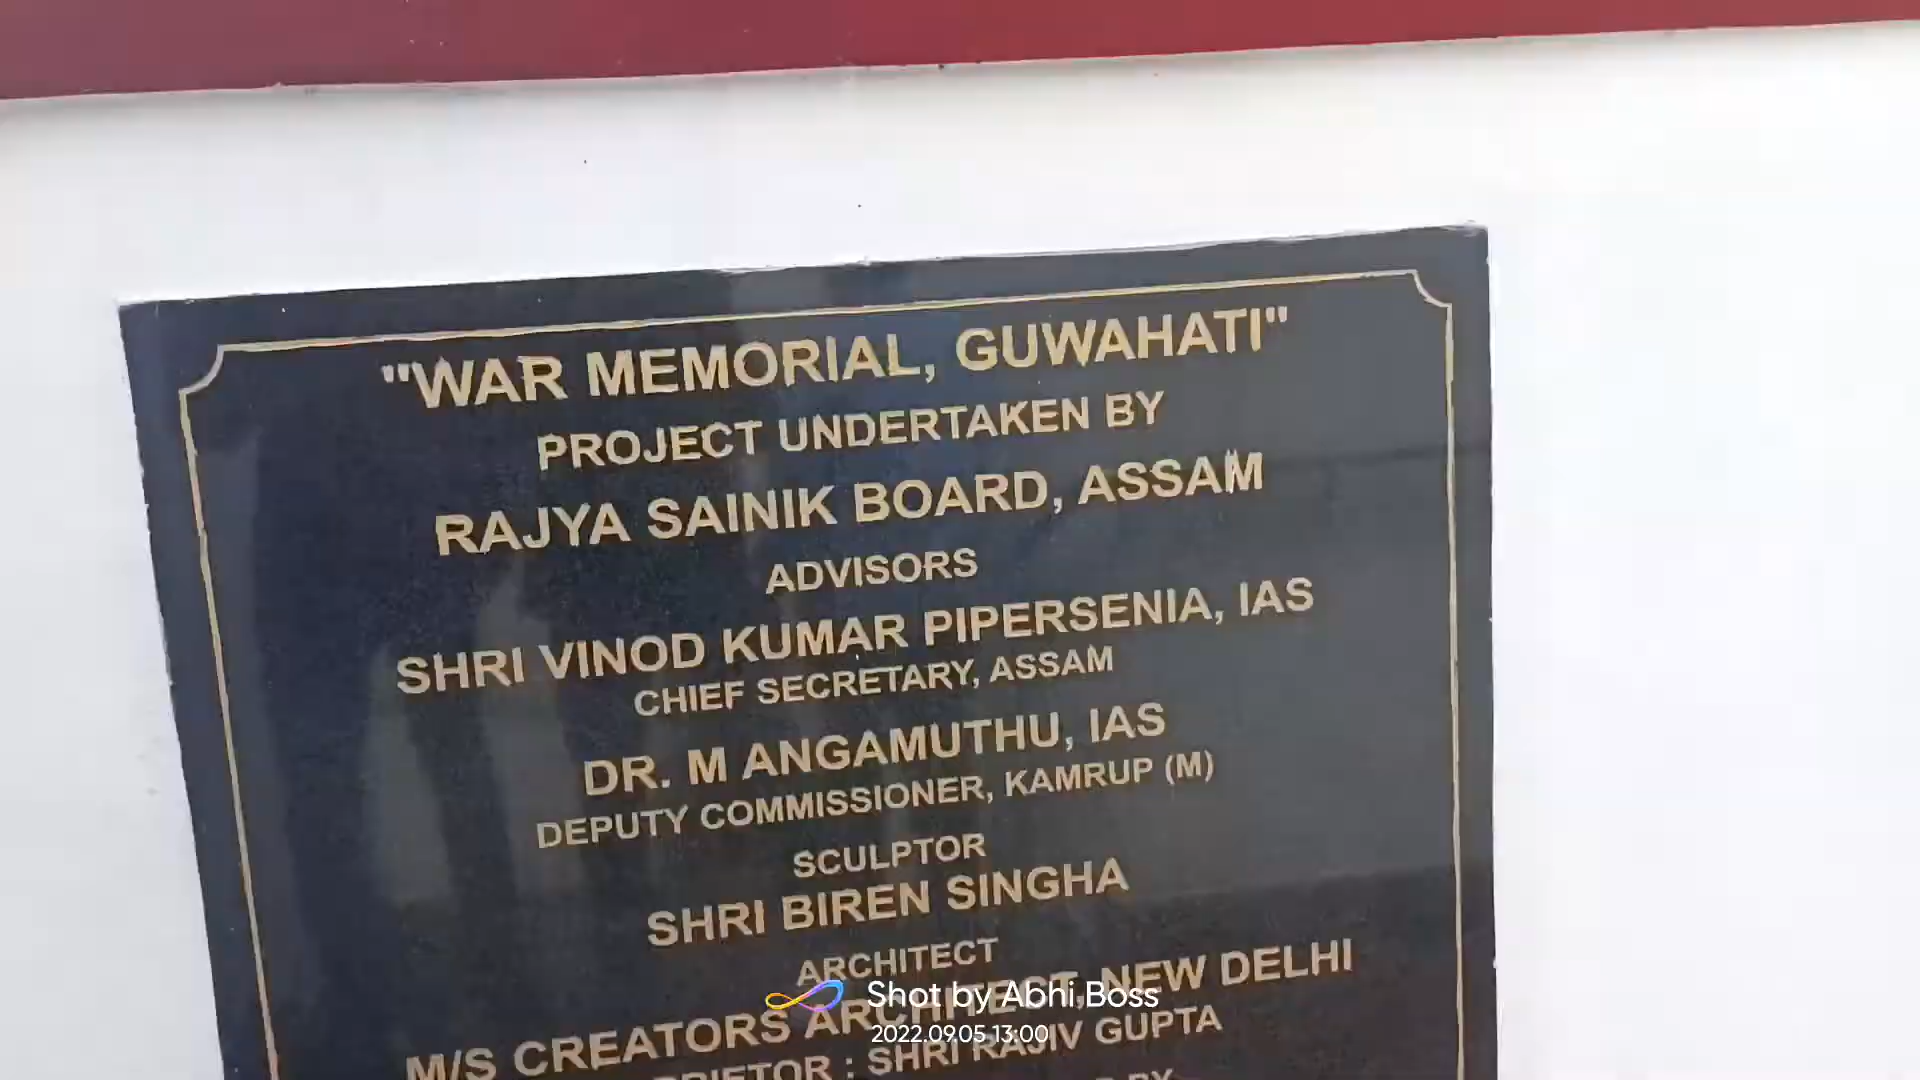 "WAR MEMORIAL, GUWAHATI"
PROJECT UNDERTAKEN BY
RAJYA SAINIK BOARD, ASSAM
ADVISORS
SHRI VINOD KUMAR PIPERSENIA, IAS
CHIEF SECRETARY, ASSAM
DR. M ANGAMUTHU, IAS
DEPUTY COMMISSIONER, KAMRUP (M)
SCULPTOR
SHRI BIREN SINGHA
ARCHITECT
M/S CREATORS ARCHITECT, NEW DELHI
: SHRI RAJIV GUPTA
BY
Shot by Abhi Boss
2022.09.05 13:00